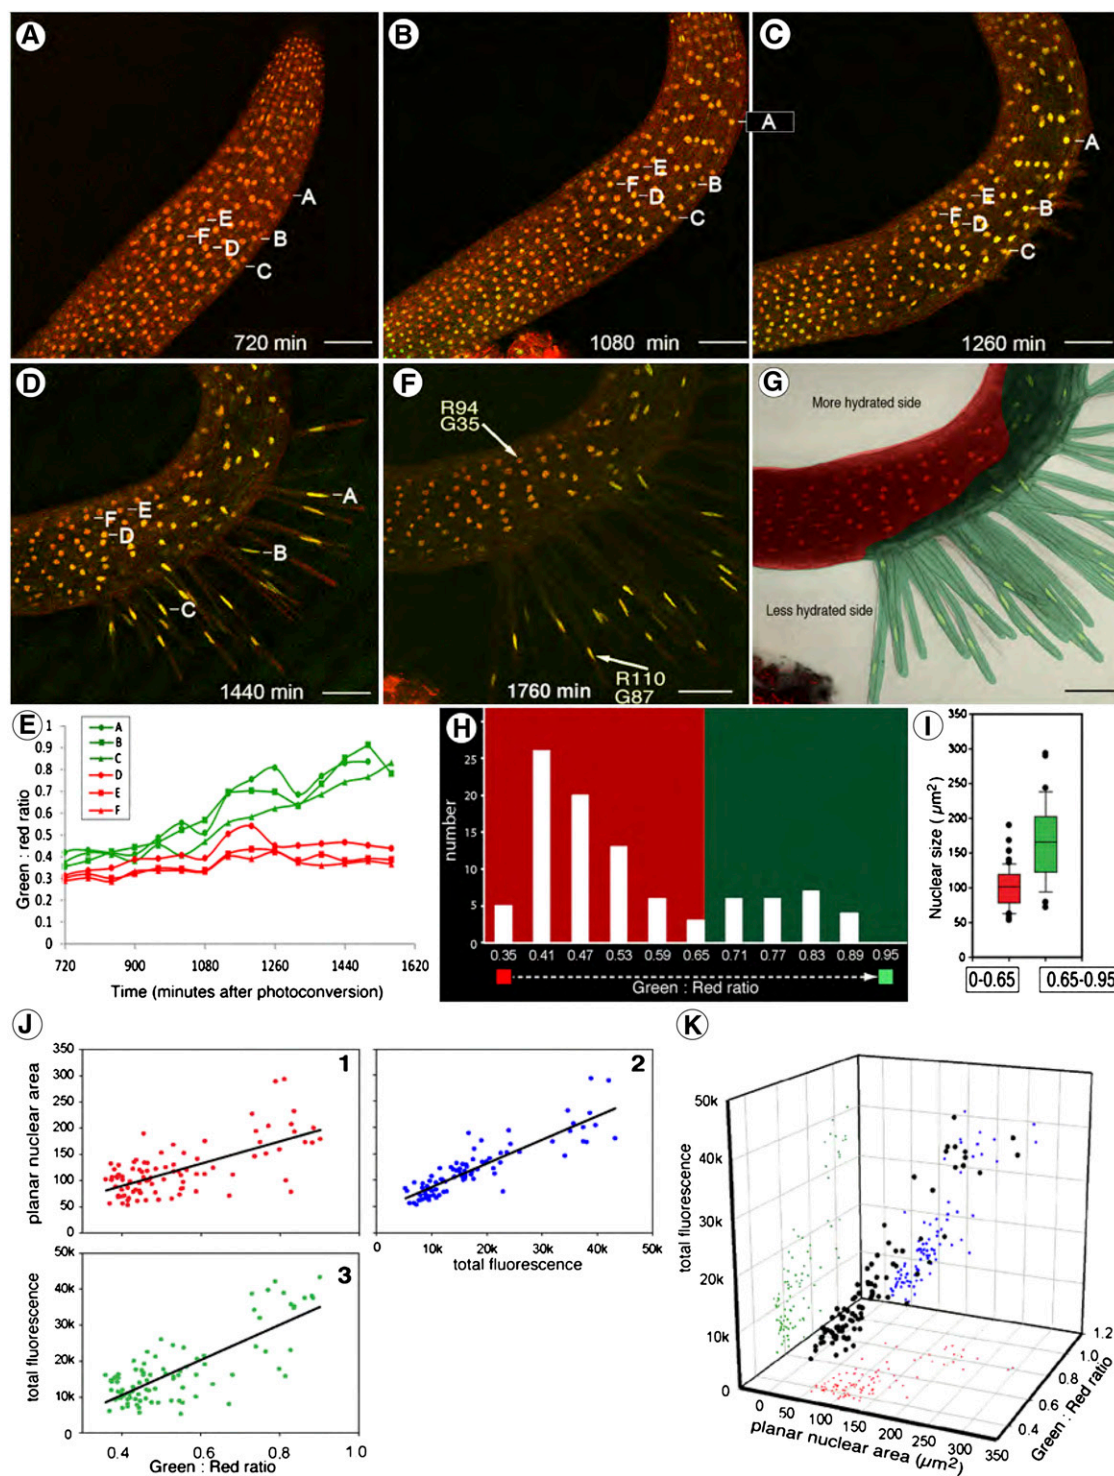 A
E
A
F
B
D
C
720 min
B
A
E
F
B
D
C
1080 min
C
A
E
B
F
D
C
1260 min
D
A
E
F
D
B
C
1440 min
F
R94
G35
1760 min
R110
G87
G
More hydrated side
Less hydrated side
E
Green : red ratio
1
0.9
0.8
0.7
0.6
0.5
0.4
0.3
0.2
0.1
0
A
B
C
D
E
F
720 900 1080 1260 1440 1620
Time (minutes after photoconversion)
H
number
25
20
15
10
5
0
0.35 0.41 0.47 0.53 0.59 0.65 0.71 0.77 0.83 0.89 0.95
Green : Red ratio
I
Nuclear size (μm²)
350
300
250
200
150
100
50
0
0-0.65 0.65-0.95
J
planar nuclear area
350
300
250
200
150
100
50
0
1
2
0 10k 20k 30k 40k 50k
total fluorescence
total fluorescence
50k
40k
30k
20k
10k
0
3
0.4 0.6 0.8 1 0
Green : Red ratio
K
total fluorescence
50k
40k
30k
20k
10k
0
0 50 100 150 200 250 300 350
planar nuclear area (μm²)
0.4 0.6 0.8 1.0 1.2
Green : Red ratio